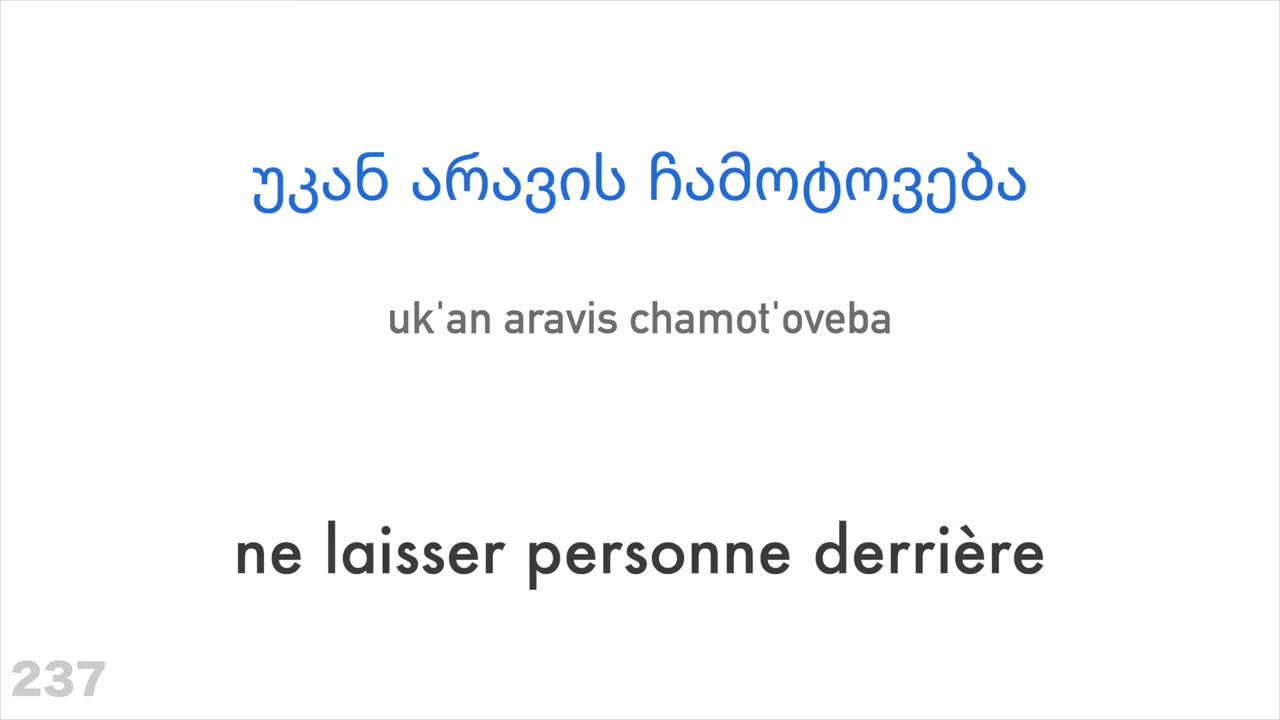 უკან არავის ჩამოტოვება
uk'an aravis chamot'oveba
ne laisser personne derrière
237